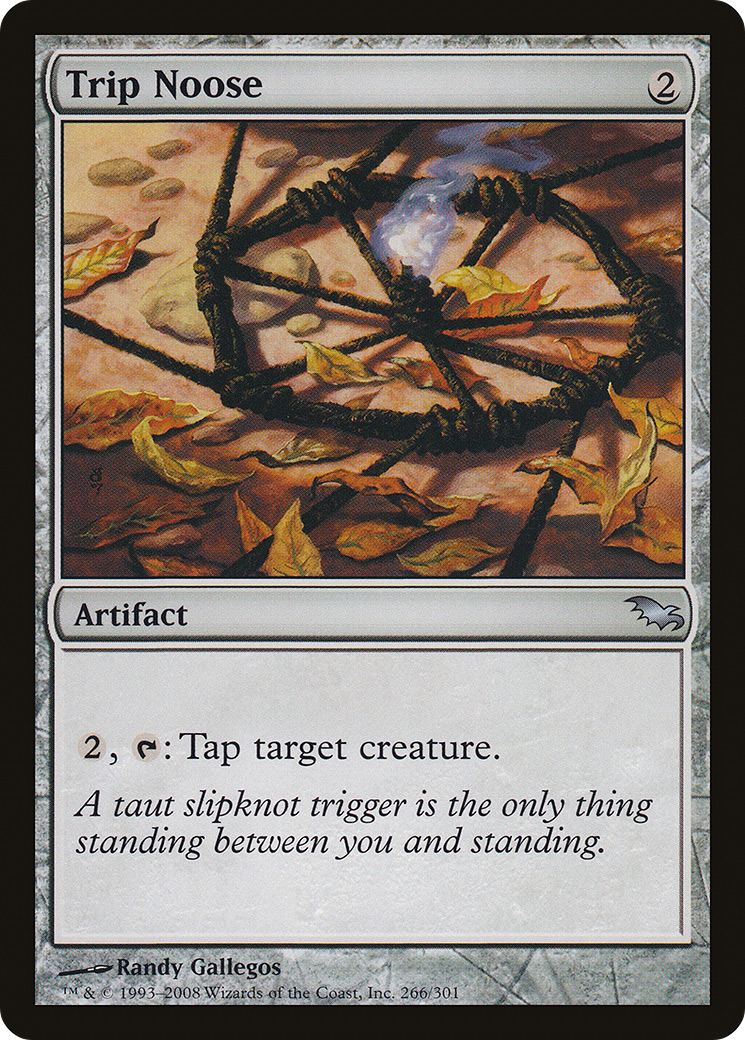 Trip Noose 2
Artifact
2, : Tap target creature.
A taut slipknot trigger is the only thing
standing between you and standing.
Randy Gallegos
™ & © 1993–2008 Wizards of the Coast, Inc. 266/301